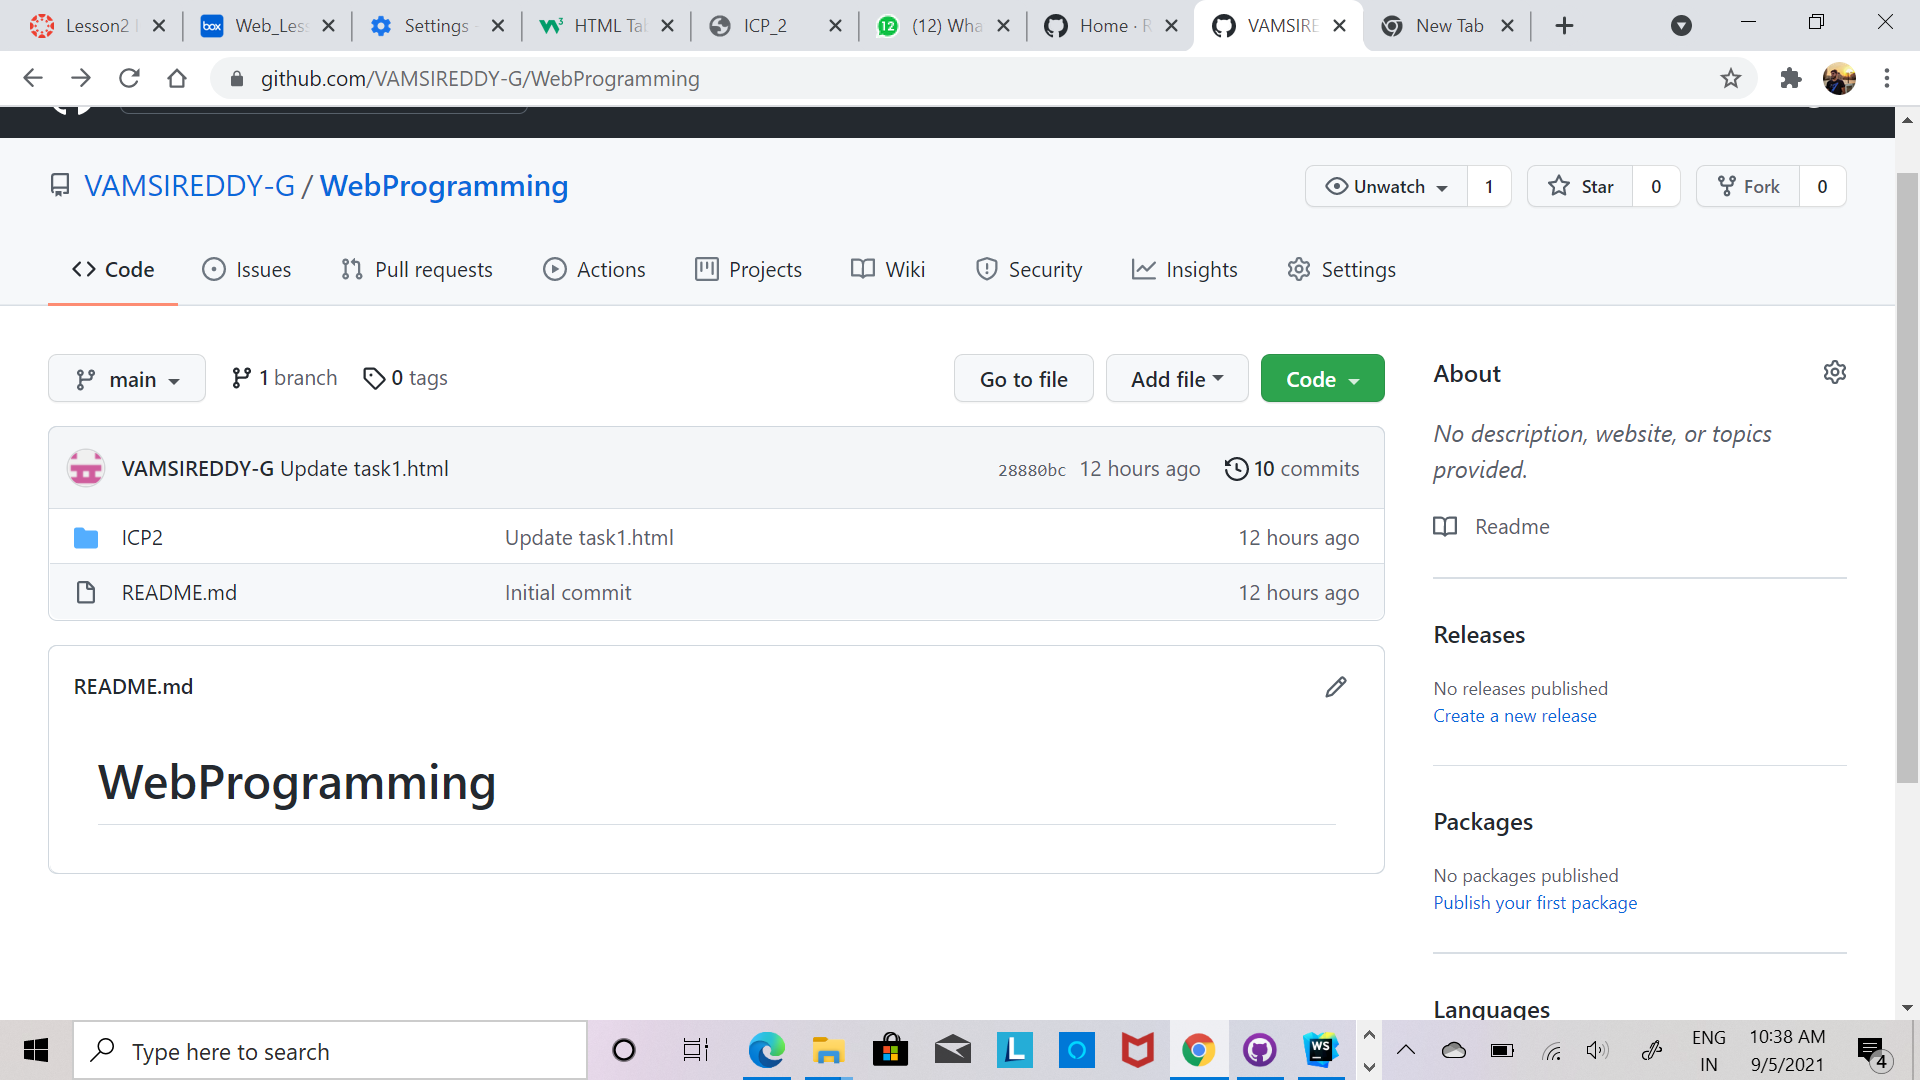 Lesson2
Web_Les
Settings
HTML Ta
ICP_2
(12) Wha
Home · R
VAMSIRE
New Tab
github.com/VAMSIREDDY-G/WebProgramming
VAMSIREDDY-G / WebProgramming
Unwatch 1
Star 0
Fork 0
Code
Issues
Pull requests
Actions
Projects
Wiki
Security
Insights
Settings
main
1 branch
0 tags
Go to file
Add file
Code
VAMSIREDDY-G Update task1.html
28880bc 12 hours ago
10 commits
ICP2 Update task1.html 12 hours ago
README.md Initial commit 12 hours ago
README.md
WebProgramming
About
No description, website, or topics
provided.
Readme
Releases
No releases published
Create a new release
Packages
No packages published
Publish your first package
Languages
Type here to search
ENG
IN
10:38 AM
9/5/2021
4